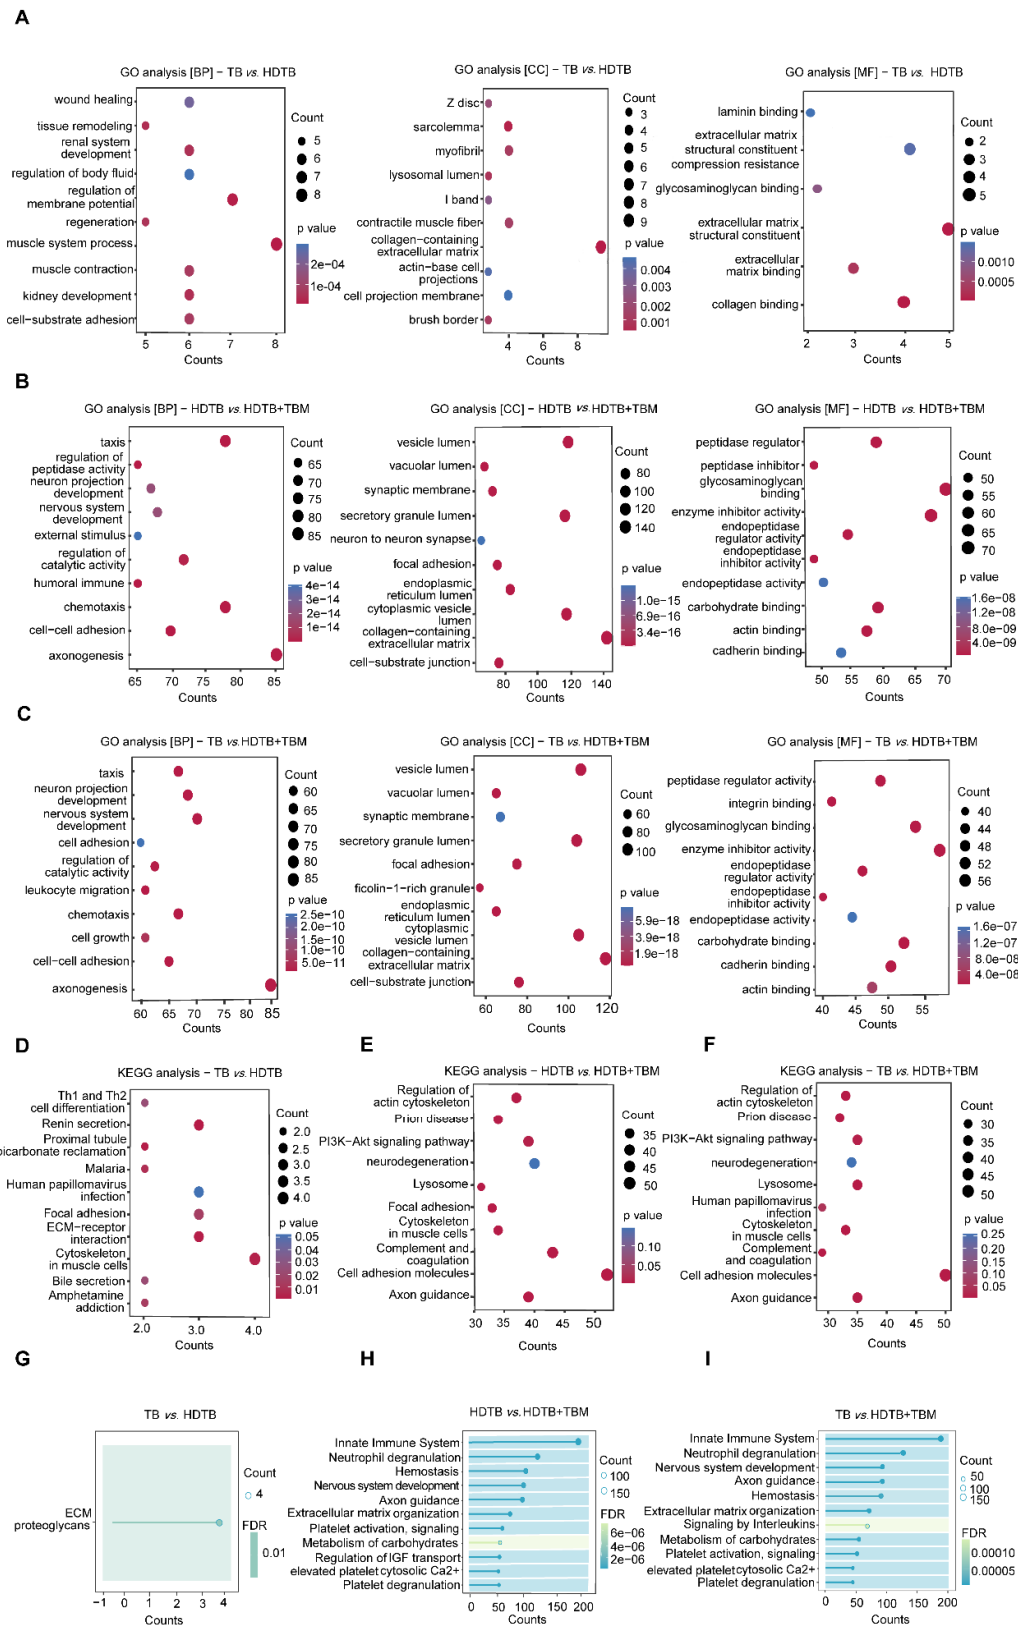 A
GO analysis [BP] − TB vs. HDTB
wound healing
tissue remodeling
renal system
development
regulation of body fluid
regulation of
membrane potential
regeneration
muscle system process
muscle contraction
kidney development
cell−substrate adhesion
5
6
7
8
Counts
Count
5
6
7
8
p value
2e−04
1e−04
GO analysis [CC] − TB vs. HDTB
Z disc
sarcolemma
myofibril
lysosomal lumen
I band
contractile muscle fiber
collagen−containing
extracellular matrix
actin−base cell
projections
cell projection membrane
brush border
4
6
8
Counts
Count
3
4
5
6
7
8
9
p value
0.004
0.003
0.002
0.001
GO analysis [MF] − TB vs. HDTB
laminin binding
extracellular matrix
structural constituent
compression resistance
glycosaminoglycan binding
extracellular matrix
structural constituent
extracellular
matrix binding
collagen binding
2
3
4
5
Counts
Count
2
3
4
5
p value
0.0010
0.0005
B
GO analysis [BP] − HDTB vs. HDTB+TBM
taxis
regulation of
peptidase activity
neuron projection
development
nervous system
development
external stimulus
regulation of
catalytic activity
humoral immune
chemotaxis
cell−cell adhesion
axonogenesis
65
70
75
80
85
Counts
Count
65
70
75
80
85
p value
4e−14
3e−14
2e−14
1e−14
GO analysis [CC] − HDTB vs. HDTB+TBM
vesicle lumen
vacuolar lumen
synaptic membrane
secretory granule lumen
neuron to neuron synapse
focal adhesion
endoplasmic
reticulum lumen
cytoplasmic vesicle
lumen
collagen−containing
extracellular matrix
cell−substrate junction
80
100
120
140
Counts
Count
80
100
120
140
p value
1.0e−15
6.9e−16
3.4e−16
GO analysis [MF] − HDTB vs. HDTB+TBM
peptidase regulator
peptidase inhibitor
glycosaminoglycan
binding
enzyme inhibitor activity
endopeptidase
regulator activity
endopeptidase
inhibitor activity
endopeptidase activity
carbohydrate binding
actin binding
cadherin binding
50
55
60
65
70
Counts
Count
50
55
60
65
70
p value
1.6e−08
1.2e−08
8.0e−09
4.0e−09
C
GO analysis [BP] − TB vs. HDTB+TBM
taxis
neuron projection
development
nervous system
development
cell adhesion
regulation of
catalytic activity
leukocyte migration
chemotaxis
cell growth
cell−cell adhesion
axonogenesis
60
65
70
75
80
85
Counts
Count
60
65
70
75
80
85
p value
2.5e−10
2.0e−10
1.5e−10
1.0e−10
5.0e−11
GO analysis [CC] − TB vs. HDTB+TBM
vesicle lumen
vacuolar lumen
synaptic membrane
secretory granule lumen
focal adhesion
ficolin−1−rich granule
endoplasmic
reticulum lumen
cytoplasmic
vesicle lumen
collagen−containing
extracellular matrix
cell−substrate junction
60
80
100
120
Counts
Count
60
80
100
p value
5.9e−18
3.9e−18
1.9e−18
GO analysis [MF] − TB vs. HDTB+TBM
peptidase regulator activity
integrin binding
glycosaminoglycan binding
enzyme inhibitor activity
endopeptidase
regulator activity
endopeptidase
inhibitor activity
endopeptidase activity
carbohydrate binding
cadherin binding
actin binding
40
45
50
55
Counts
Count
40
44
48
52
56
p value
1.6e−07
1.2e−07
8.0e−08
4.0e−08
D
KEGG analysis − TB vs. HDTB
Th1 and Th2
cell differentiation
Renin secretion
Proximal tubule
bicarbonate reclamation
Malaria
Human papillomavirus
infection
Focal adhesion
ECM−receptor
interaction
Cytoskeleton
in muscle cells
Bile secretion
Amphetamine
addiction
2.0
3.0
4.0
Counts
Count
2.0
2.5
3.0
3.5
4.0
p value
0.05
0.04
0.03
0.02
0.01
E
KEGG analysis − HDTB vs. HDTB+TBM
Regulation of
actin cytoskeleton
Prion disease
PI3K−Akt signaling pathway
neurodegeneration
Lysosome
Focal adhesion
Cytoskeleton
in muscle cells
Complement and
coagulation
Cell adhesion molecules
Axon guidance
30
35
40
45
50
Counts
Count
35
40
45
50
p value
0.10
0.05
F
KEGG analysis − TB vs. HDTB+TBM
Regulation of
actin cytoskeleton
Prion disease
PI3K−Akt signaling pathway
neurodegeneration
Lysosome
Human papillomavirus
infection
Cytoskeleton
in muscle cells
Complement
and coagulation
Cell adhesion molecules
Axon guidance
30
35
40
45
50
Counts
Count
30
35
40
45
50
p value
0.25
0.20
0.15
0.10
0.05
G
TB vs. HDTB
ECM
proteoglycans
−1
0
1
2
3
4
Counts
Count
4
FDR
0.01
H
HDTB vs. HDTB+TBM
Innate Immune System
Neutrophil degranulation
Hemostasis
Nervous system development
Axon guidance
Extracellular matrix organization
Platelet activation, signaling
Metabolism of carbohydrates
Regulation of IGF transport
elevated platelet cytosolic Ca2+
Platelet degranulation
0
50
100
150
200
Counts
Count
100
150
FDR
6e−06
4e−06
2e−06
I
TB vs. HDTB+TBM
Innate Immune System
Neutrophil degranulation
Nervous system development
Axon guidance
Hemostasis
Extracellular matrix organization
Signaling by Interleukins
Metabolism of carbohydrates
Platelet activation, signaling
elevated platelet cytosolic Ca2+
Platelet degranulation
0
50
100
150
200
Counts
Count
50
100
150
FDR
0.00010
0.00005